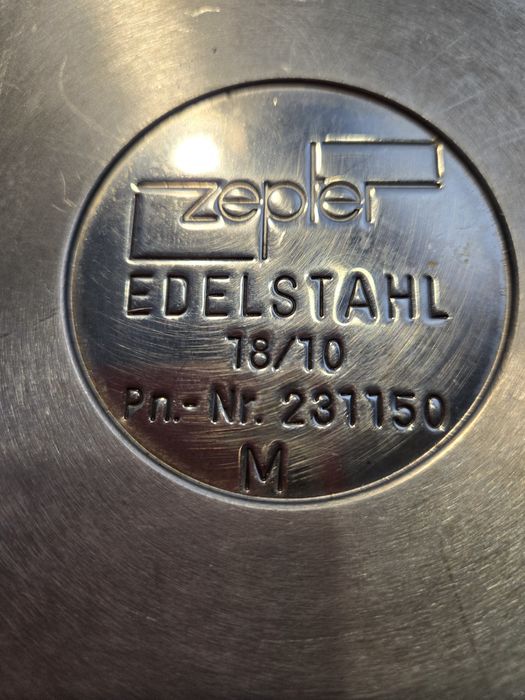 zepter
EDELSTAHL
18/10
Pn.-Nr. 231150
M